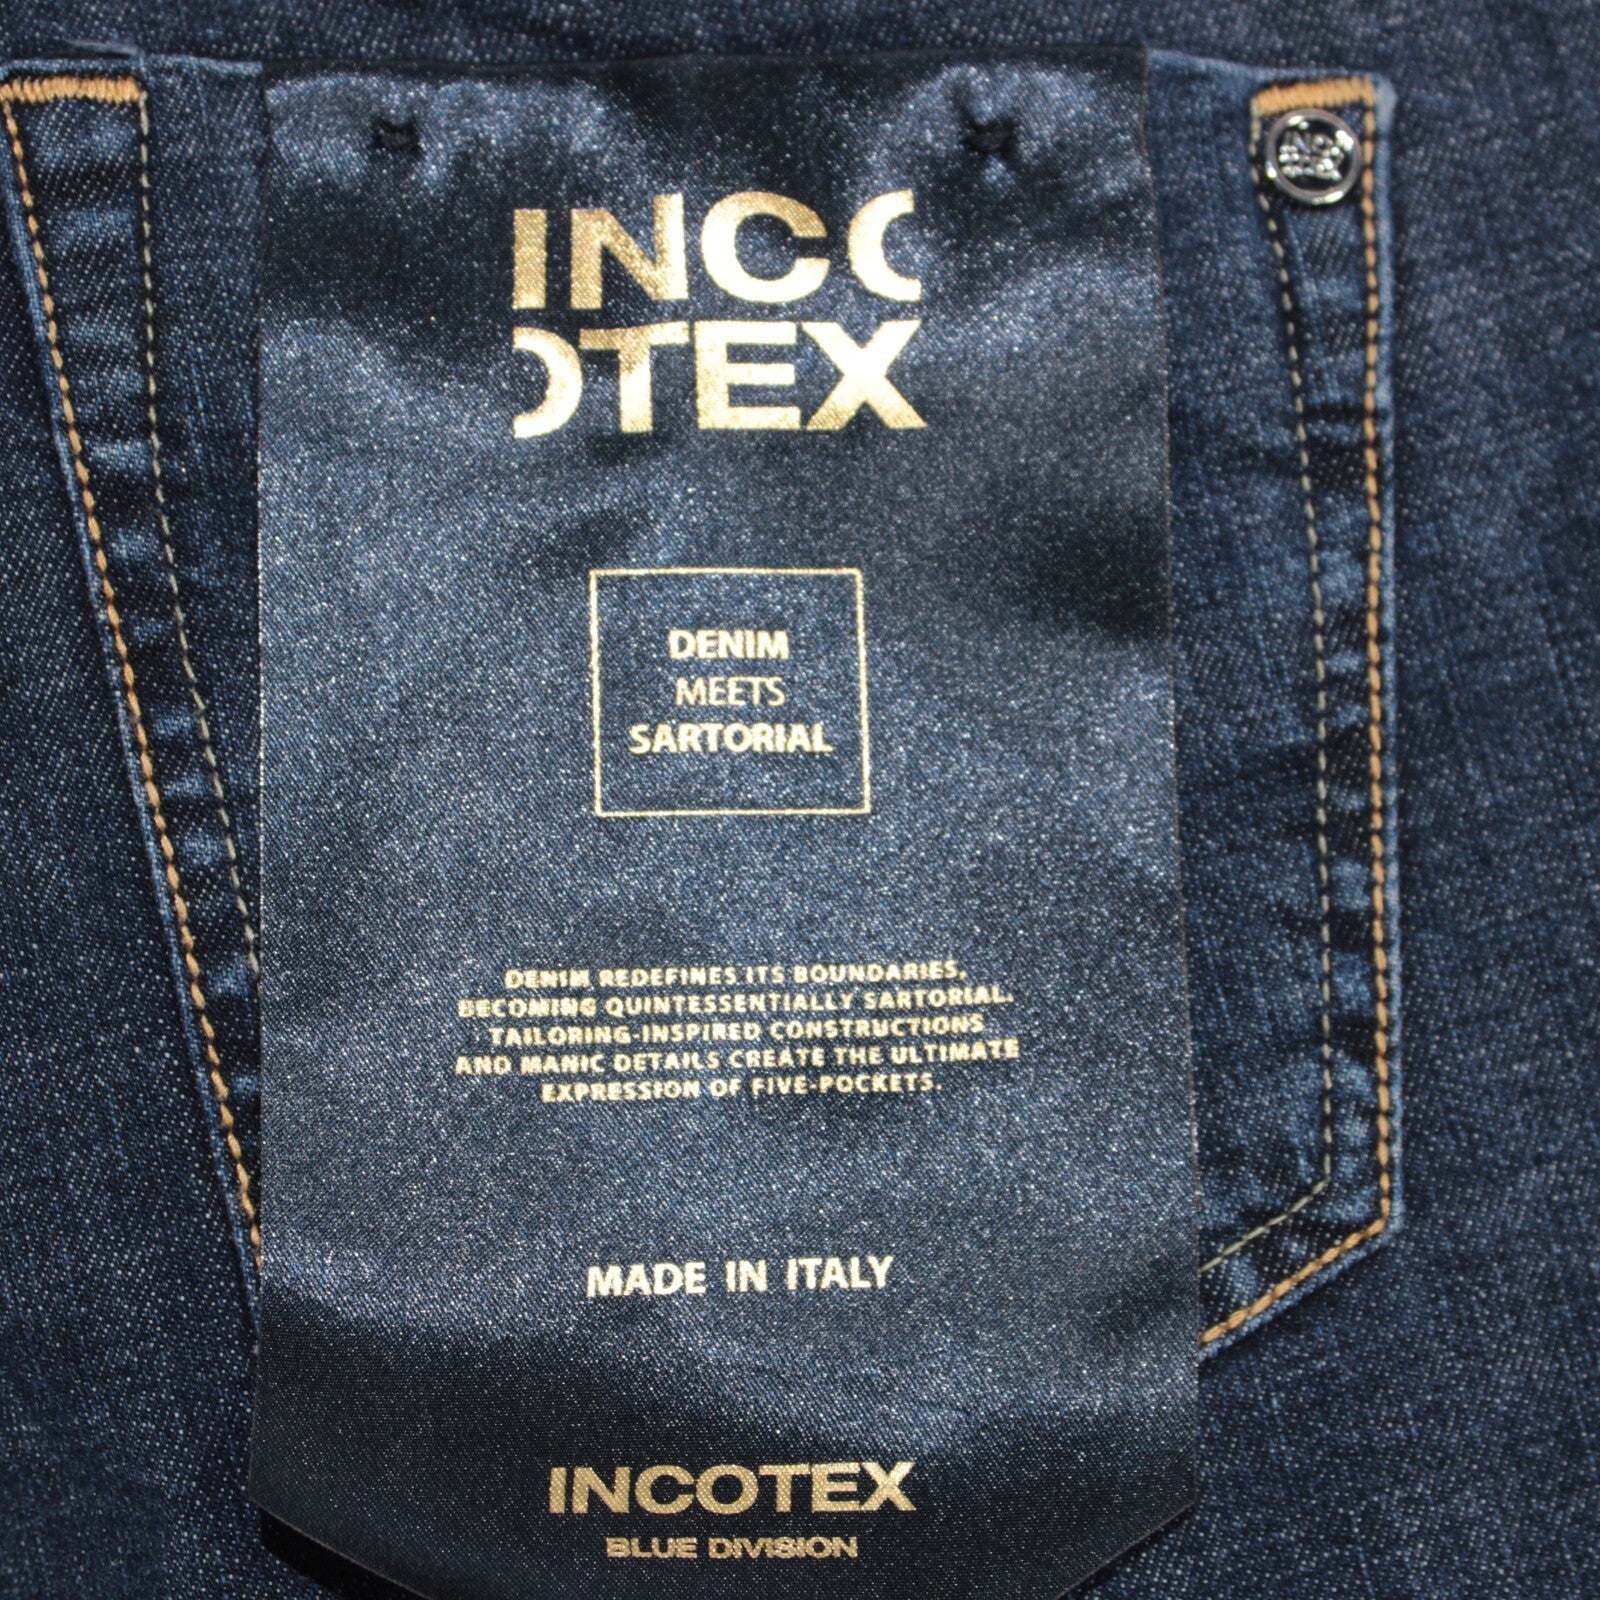 INCO
OTEX
DENIM
MEETS
SARTORIAL
DENIM REDEFINES ITS BOUNDARIES,
BECOMING QUINTESSENTIALLY SARTORIAL.
TAILORING-INSPIRED CONSTRUCTIONS
AND MANIC DETAILS CREATE THE ULTIMATE
EXPRESSION OF FIVE-POCKETS.
MADE IN ITALY
INCOTEX
BLUE DIVISION